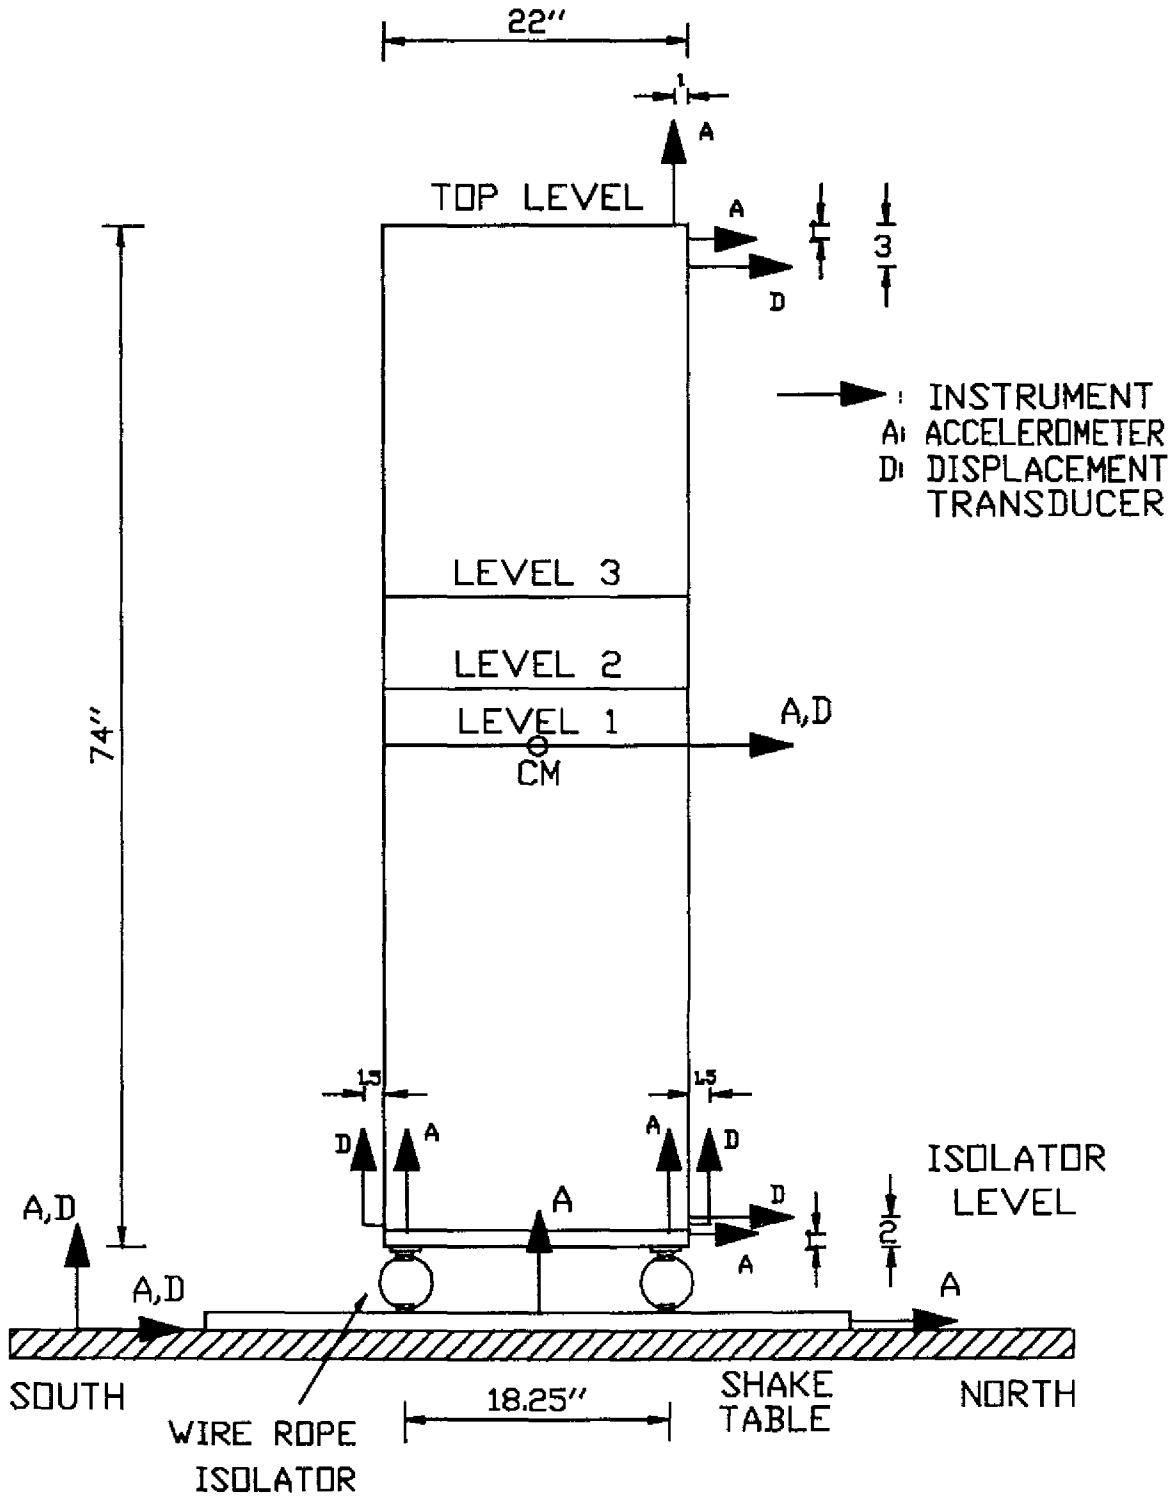 22"
1
A
TOP LEVEL
A
1
3
D
INSTRUMENT
A: ACCELEROMETER
D: DISPLACEMENT
TRANSDUCER
LEVEL 3
LEVEL 2
LEVEL 1
A,D
CM
74"
1.5
1.5
D
A
A
D
ISOLATOR
LEVEL
A,D
A
D
1
2
A
A,D
A
SOUTH
SHAKE
TABLE
NORTH
18.25"
WIRE ROPE
ISOLATOR